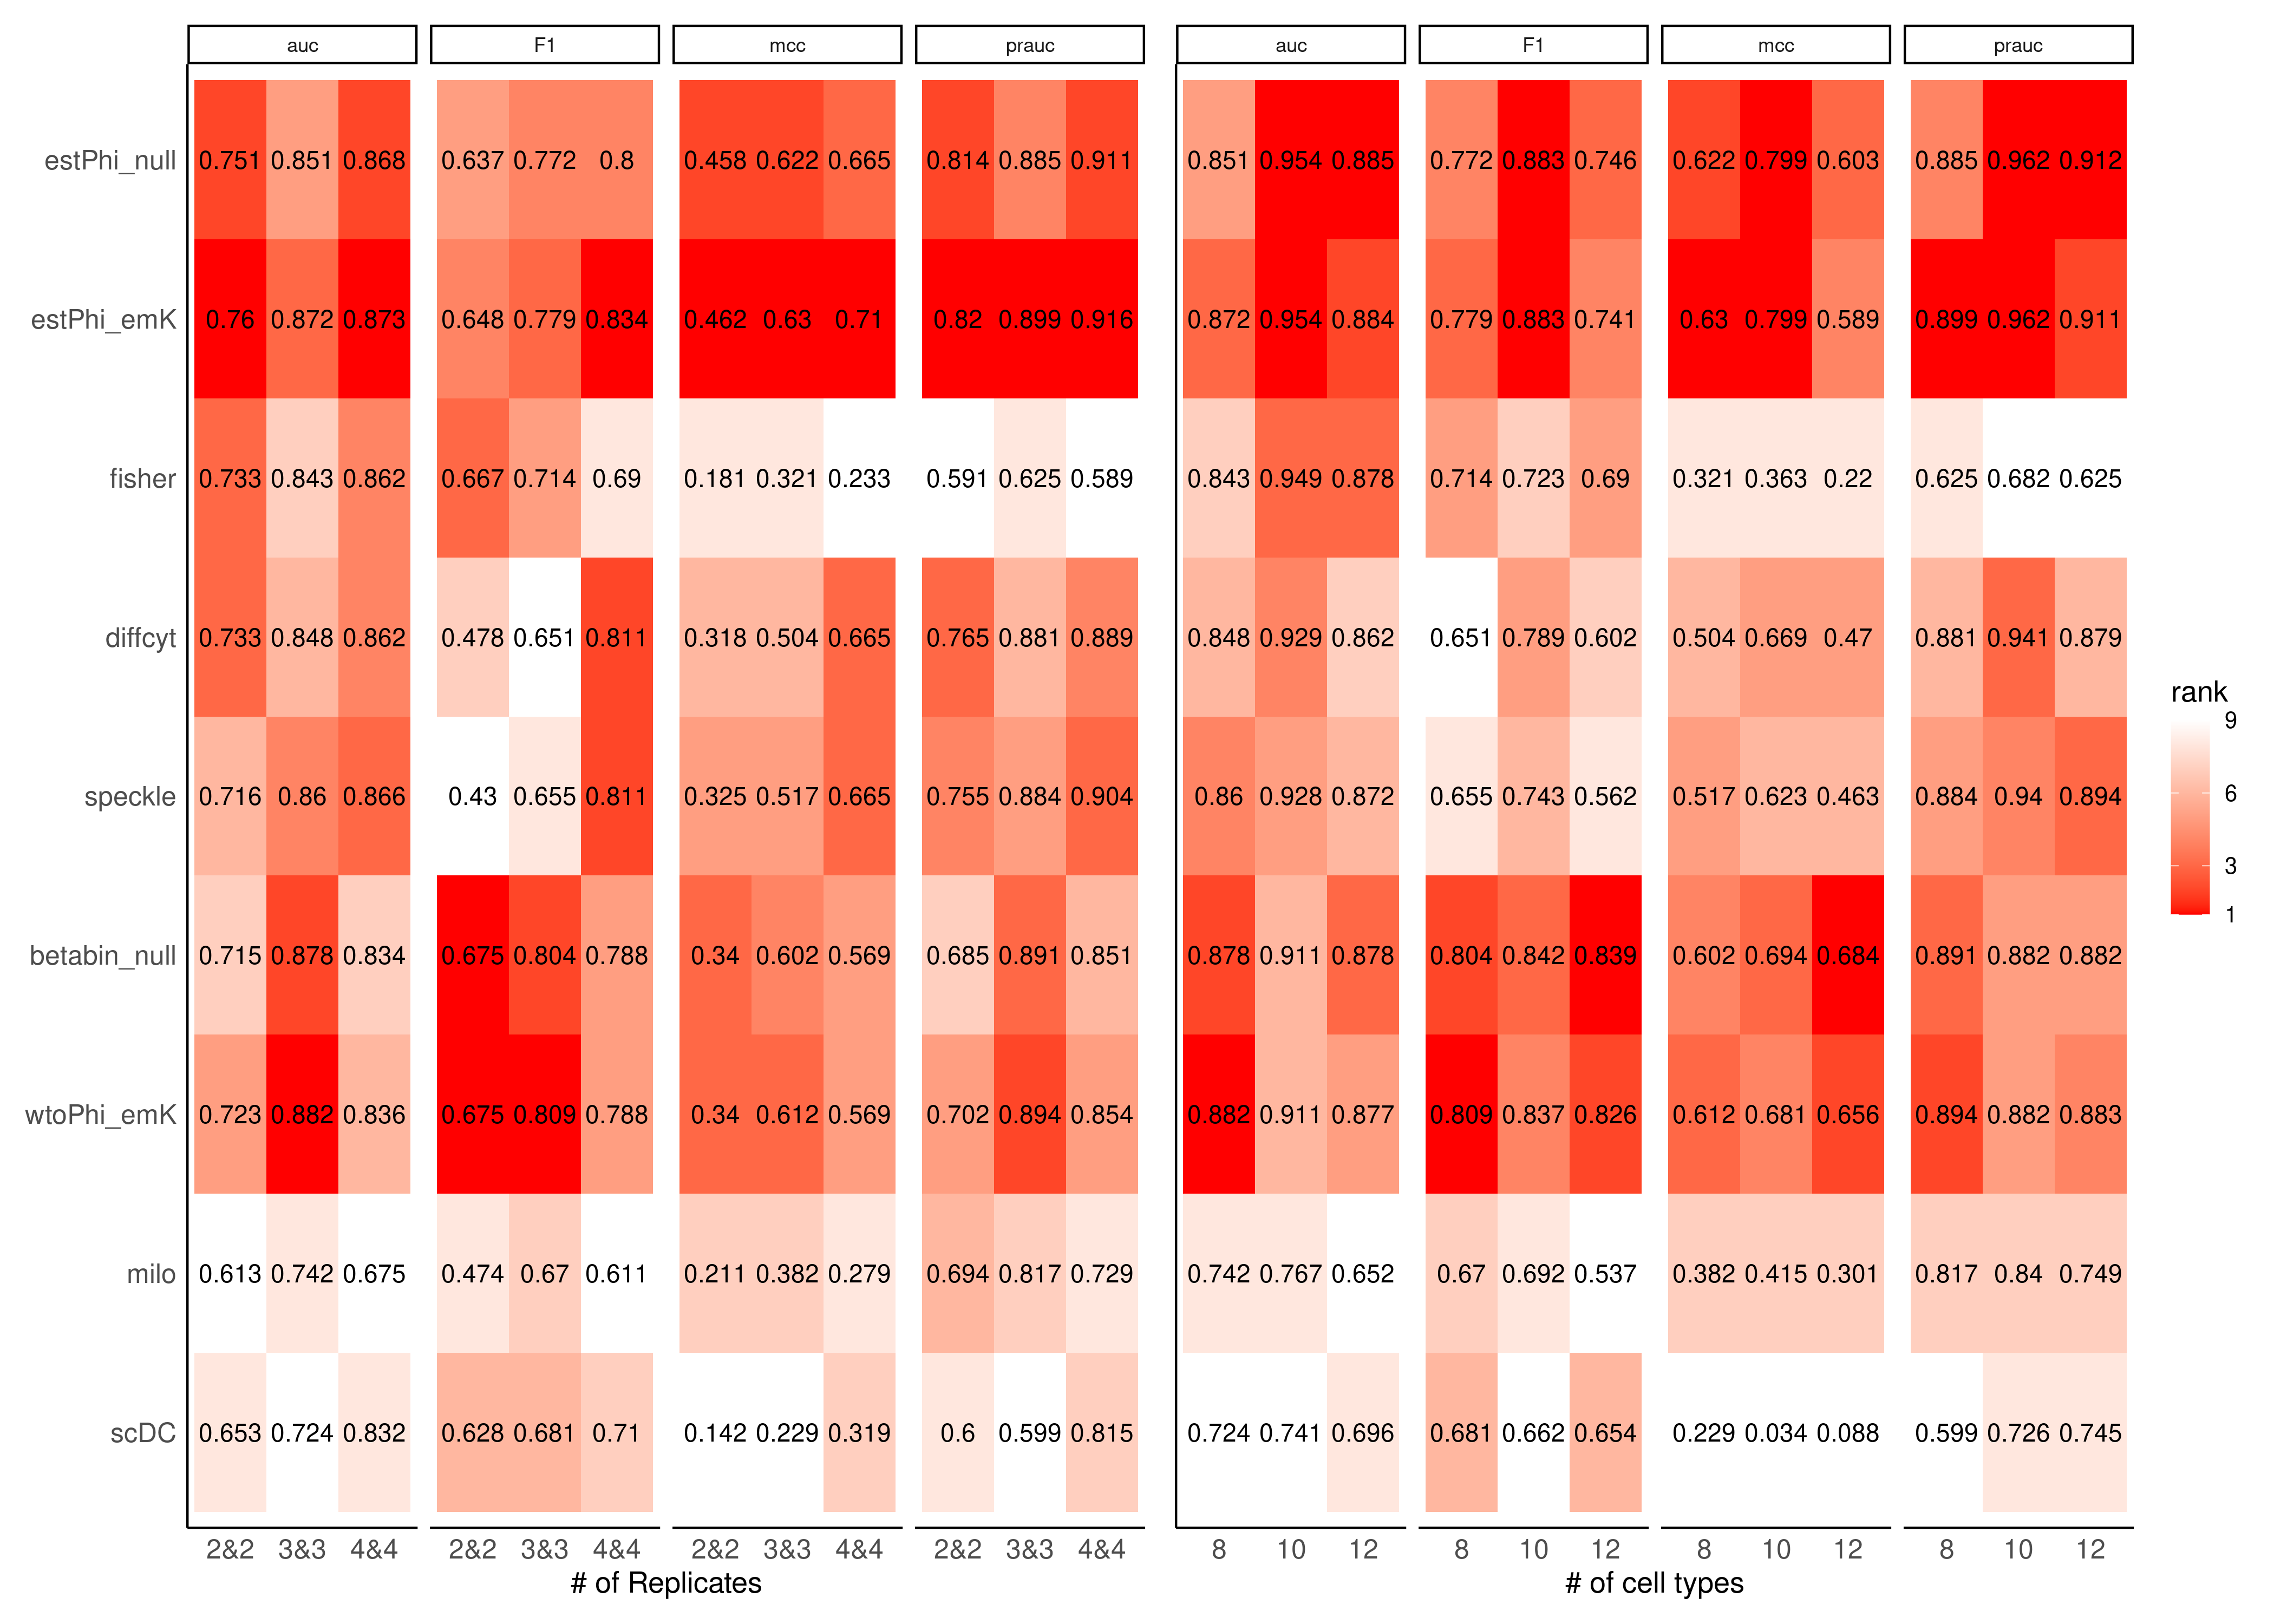 auc F1 mcc prauc auc F1 mcc prauc
estPhi_null 0.751 0.851 0.868 0.637 0.772 0.8 0.458 0.622 0.665 0.814 0.885 0.911 0.851 0.954 0.885 0.772 0.883 0.746 0.622 0.799 0.603 0.885 0.962 0.912
estPhi_emK 0.76 0.872 0.873 0.648 0.779 0.834 0.462 0.63 0.71 0.82 0.899 0.916 0.872 0.954 0.884 0.779 0.883 0.741 0.63 0.799 0.589 0.899 0.962 0.911
fisher 0.733 0.843 0.862 0.667 0.714 0.69 0.181 0.321 0.233 0.591 0.625 0.589 0.843 0.949 0.878 0.714 0.723 0.69 0.321 0.363 0.22 0.625 0.682 0.625
diffcyt 0.733 0.848 0.862 0.478 0.651 0.811 0.318 0.504 0.665 0.765 0.881 0.889 0.848 0.929 0.862 0.651 0.789 0.602 0.504 0.669 0.47 0.881 0.941 0.879
rank
9
speckle 0.716 0.86 0.866 0.43 0.655 0.811 0.325 0.517 0.665 0.755 0.884 0.904 0.86 0.928 0.872 0.655 0.743 0.562 0.517 0.623 0.463 0.884 0.94 0.894
6
3
1
betabin_null 0.715 0.878 0.834 0.675 0.804 0.788 0.34 0.602 0.569 0.685 0.891 0.851 0.878 0.911 0.878 0.804 0.842 0.839 0.602 0.694 0.684 0.891 0.882 0.882
wtoPhi_emK 0.723 0.882 0.836 0.675 0.809 0.788 0.34 0.612 0.569 0.702 0.894 0.854 0.882 0.911 0.877 0.809 0.837 0.826 0.612 0.681 0.656 0.894 0.882 0.883
milo 0.613 0.742 0.675 0.474 0.67 0.611 0.211 0.382 0.279 0.694 0.817 0.729 0.742 0.767 0.652 0.67 0.692 0.537 0.382 0.415 0.301 0.817 0.84 0.749
scDC 0.653 0.724 0.832 0.628 0.681 0.71 0.142 0.229 0.319 0.6 0.599 0.815 0.724 0.741 0.696 0.681 0.662 0.654 0.229 0.034 0.088 0.599 0.726 0.745
2&2 3&3 4&4 2&2 3&3 4&4 2&2 3&3 4&4 2&2 3&3 4&4 8 10 12 8 10 12 8 10 12 8 10 12
# of Replicates # of cell types